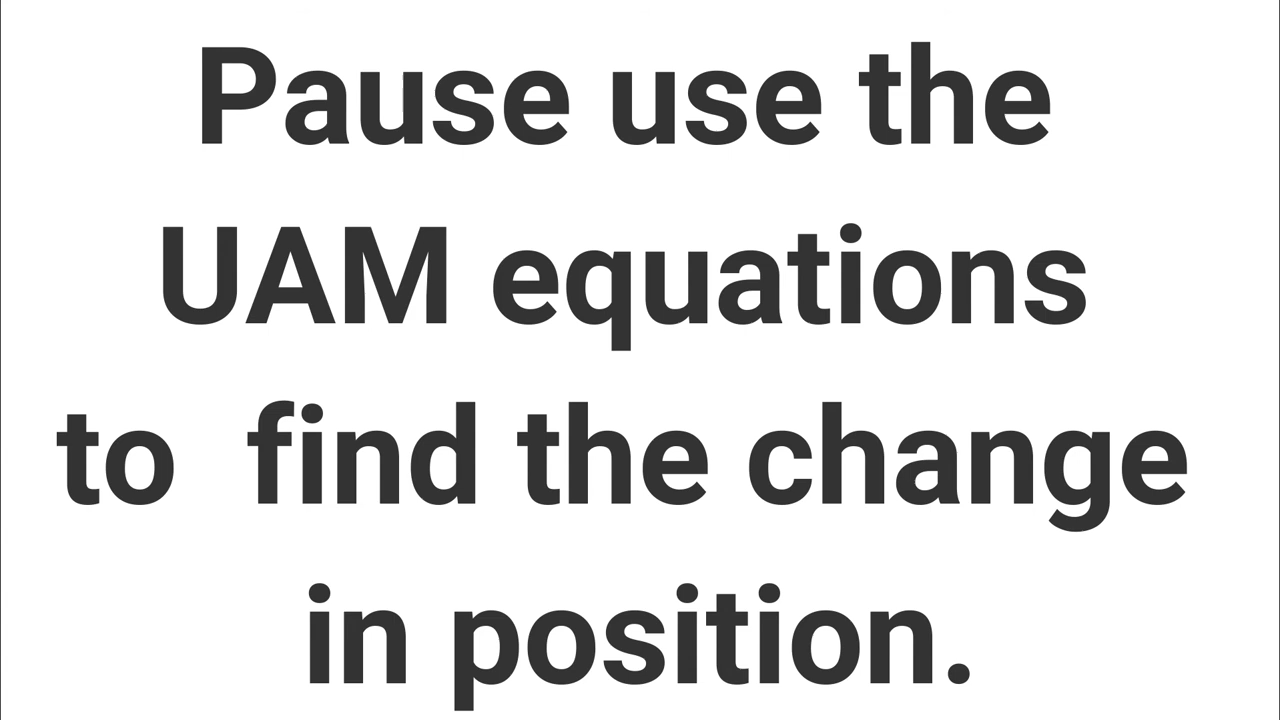 Pause use the
UAM equations
to  find the change
in position.